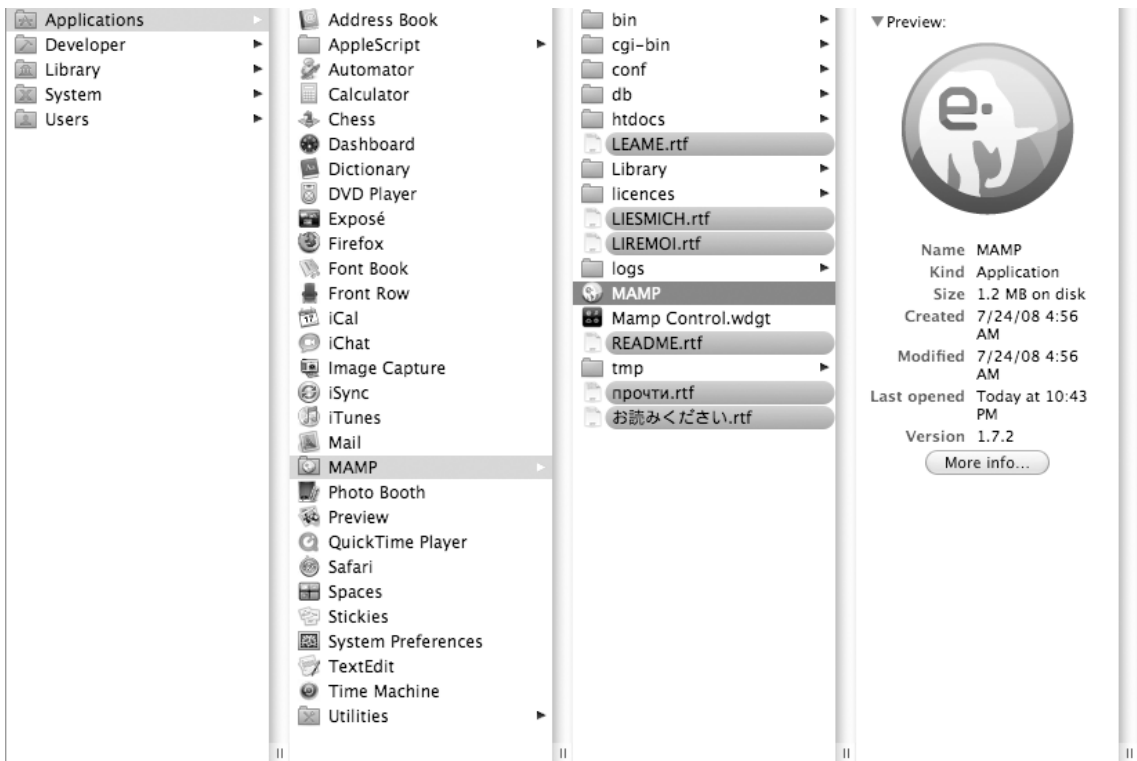 Applications
Developer
Library
System
Users
Address Book
AppleScript
Automator
Calculator
Chess
Dashboard
Dictionary
DVD Player
Exposé
Firefox
Font Book
Front Row
iCal
iChat
Image Capture
iSync
iTunes
Mail
MAMP
Photo Booth
Preview
QuickTime Player
Safari
Spaces
Stickies
System Preferences
TextEdit
Time Machine
Utilities
bin
cgi-bin
conf
db
htdocs
LEAME.rtf
Library
licences
LIESMICH.rtf
LIREMOI.rtf
logs
MAMP
Mamp Control.wdgt
README.rtf
tmp
прочти.rtf
お読みください.rtf
Preview:
e.
Name MAMP
Kind Application
Size 1.2 MB on disk
Created 7/24/08 4:56
AM
Modified 7/24/08 4:56
AM
Last opened Today at 10:43
PM
Version 1.7.2
More info...